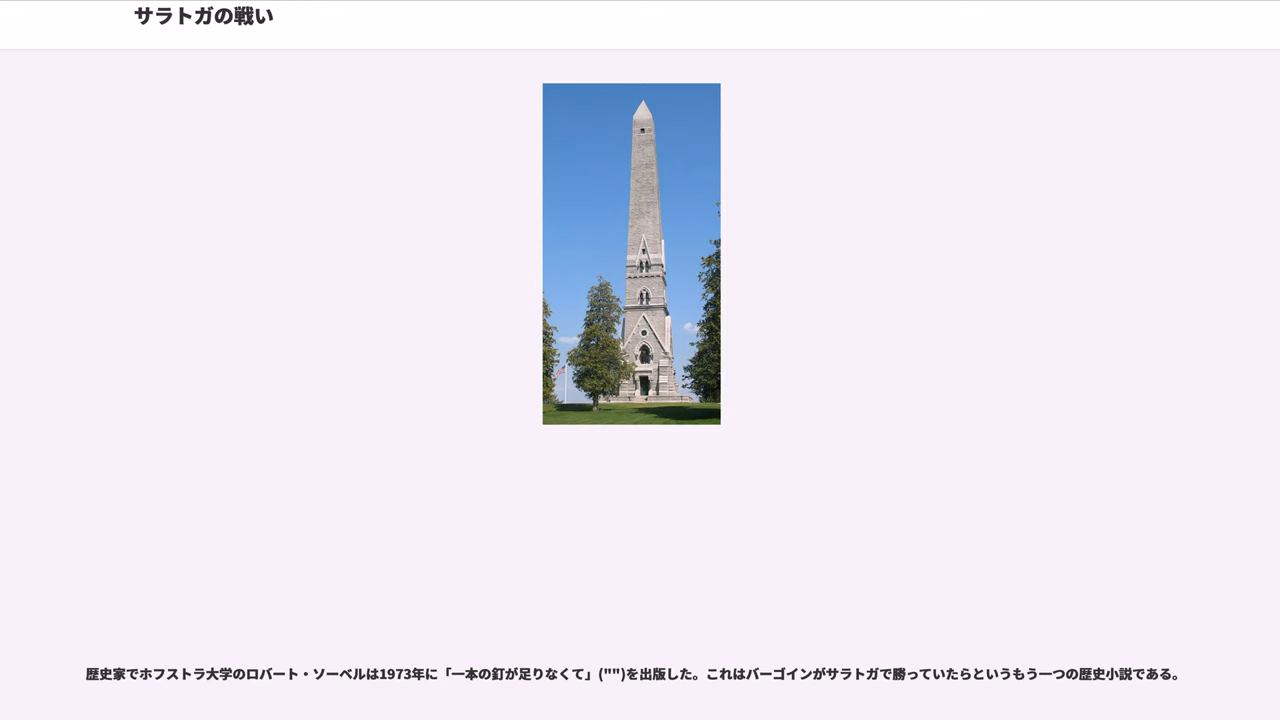 サラトガの戦い
歴史家でホフストラ大学のロバート・ソーベルは1973年に「一本の釘が足りなくて」("")を出版した。これはバーゴインがサラトガで勝っていたらというもう一つの歴史小説である。